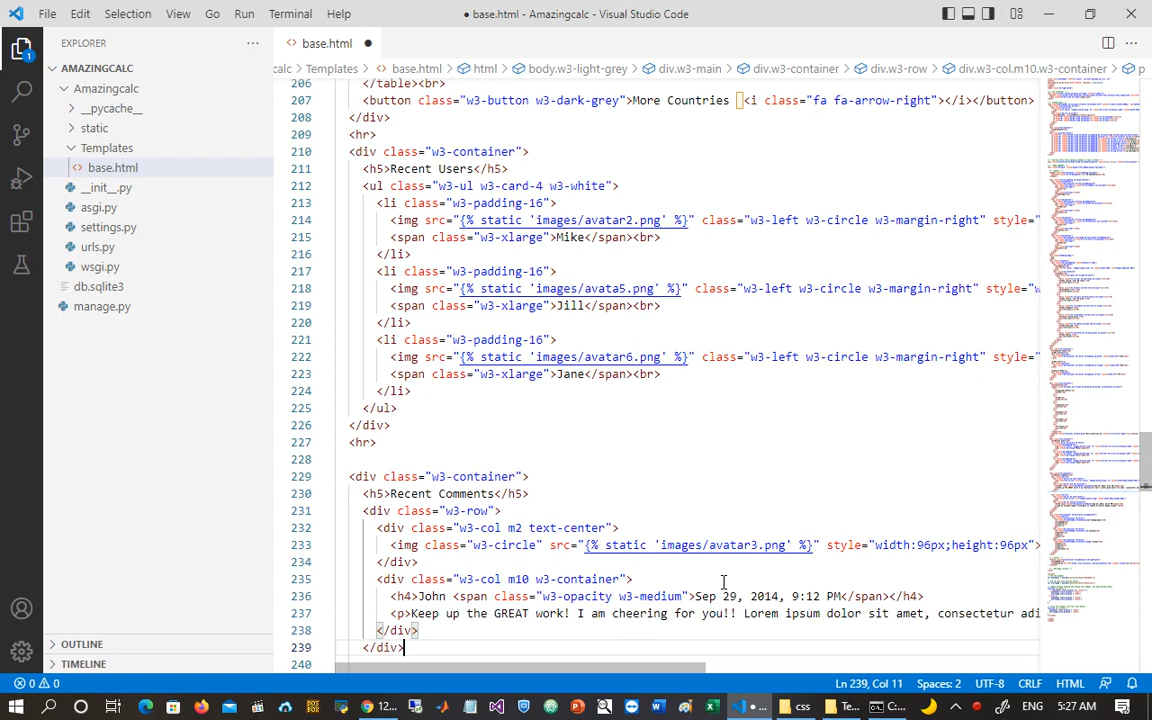 File Edit Selection View Go Run Terminal Help
● base.html - Amazingcalc - Visual Studio Code
EXPLORER
base.html
AMAZINGCALC
calc > Templates > base.html > html > body.w3-light-grey > div.w3-main > div.w3-container > div.w3-row > div.w3-col.m10.w3-container > p
Amazingcalc
__pycache__
static
Templates
base.html
__init__.py
asgi.py
settings.py
urls.py
wsgi.py
db.sqlite3
manage.py
206 </table><br>
207 <button class="w3-button w3-dark-grey">More Countries <i class="fa fa-arrow-right"></i></button>
208 </div>
209 <hr>
210 <div class="w3-container">
211 <h5>Recent Users</h5>
212 <ul class="w3-ul w3-card-4 w3-white">
213 <li class="w3-padding-16">
214 <img src="{% static 'images/avatar2.png' %}" class="w3-left w3-circle w3-margin-right" style="
215 <span class="w3-xlarge">Mike</span><br>
216 </li>
217 <li class="w3-padding-16">
218 <img src="{% static 'images/avata5.png' %}" class="w3-left w3-circle w3-margin-right" style="w
219 <span class="w3-xlarge">Jill</span><br>
220 </li>
221 <li class="w3-padding-16">
222 <img src="{% static 'images/avatar6.png' %}" class="w3-left w3-circle w3-margin-right" style="
223 <span class="w3-xlarge">Jane</span><br>
224 </li>
225 </ul>
226 </div>
227 <hr>
228
229 <div class="w3-container">
230 <h5>Recent Comments</h5>
231 <div class="w3-row">
232 <div class="w3-col m2 text-center">
233 <img class="w3-circle" src="{% static 'images/avatar3.png' %}" style="width:96px;height:96px">
234 </div>
235 <div class="w3-col m10 w3-container">
236 <h4>John <span class="w3-opacity w3-medium">Sep 29, 2014, 9:12 PM</span></h4>
237 <p>Keep up the GREAT work! I am cheering for you!! Lorem ipsum dolor sit amet, consectetur adi
238 </div>
239 </div>
240
OUTLINE
TIMELINE
0 0
Ln 239, Col 11 Spaces: 2 UTF-8 CRLF HTML
12... css Te... C... 5:27 AM